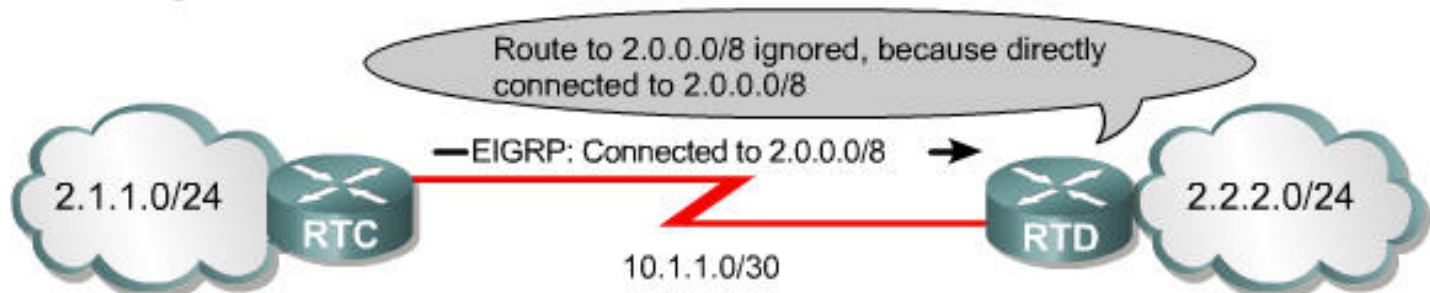 Route to 2.0.0.0/8 ignored, because directly
connected to 2.0.0.0/8
EIGRP: Connected to 2.0.0.0/8
2.1.1.0/24
RTC
10.1.1.0/30
RTD
2.2.2.0/24